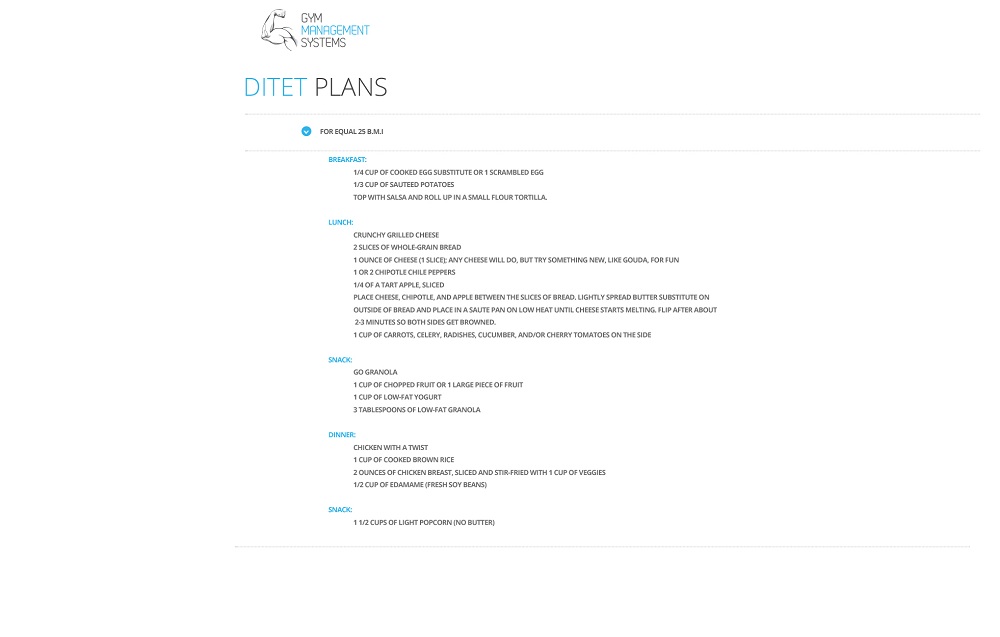 GYM
MANAGEMENT
SYSTEMS
DITET PLANS
FOR EQUAL 25 B.M.I
BREAKFAST:
1/4 CUP OF COOKED EGG SUBSTITUTE OR 1 SCRAMBLED EGG
1/3 CUP OF SAUTEED POTATOES
TOP WITH SALSA AND ROLL UP IN A SMALL FLOUR TORTILLA.
LUNCH:
CRUNCHY GRILLED CHEESE
2 SLICES OF WHOLE-GRAIN BREAD
1 OUNCE OF CHEESE (1 SLICE); ANY CHEESE WILL DO, BUT TRY SOMETHING NEW, LIKE GOUDA, FOR FUN
1 OR 2 CHIPOTLE CHILE PEPPERS
1/4 OF A TART APPLE, SLICED
PLACE CHEESE, CHIPOTLE, AND APPLE BETWEEN THE SLICES OF BREAD. LIGHTLY SPREAD BUTTER SUBSTITUTE ON
OUTSIDE OF BREAD AND PLACE IN A SAUTE PAN ON LOW HEAT UNTIL CHEESE STARTS MELTING. FLIP AFTER ABOUT
2-3 MINUTES SO BOTH SIDES GET BROWNED.
1 CUP OF CARROTS, CELERY, RADISHES, CUCUMBER, AND/OR CHERRY TOMATOES ON THE SIDE
SNACK:
GO GRANOLA
1 CUP OF CHOPPED FRUIT OR 1 LARGE PIECE OF FRUIT
1 CUP OF LOW-FAT YOGURT
3 TABLESPOONS OF LOW-FAT GRANOLA
DINNER:
CHICKEN WITH A TWIST
1 CUP OF COOKED BROWN RICE
2 OUNCES OF CHICKEN BREAST, SLICED AND STIR-FRIED WITH 1 CUP OF VEGGIES
1/2 CUP OF EDAMAME (FRESH SOY BEANS)
SNACK:
1 1/2 CUPS OF LIGHT POPCORN (NO BUTTER)